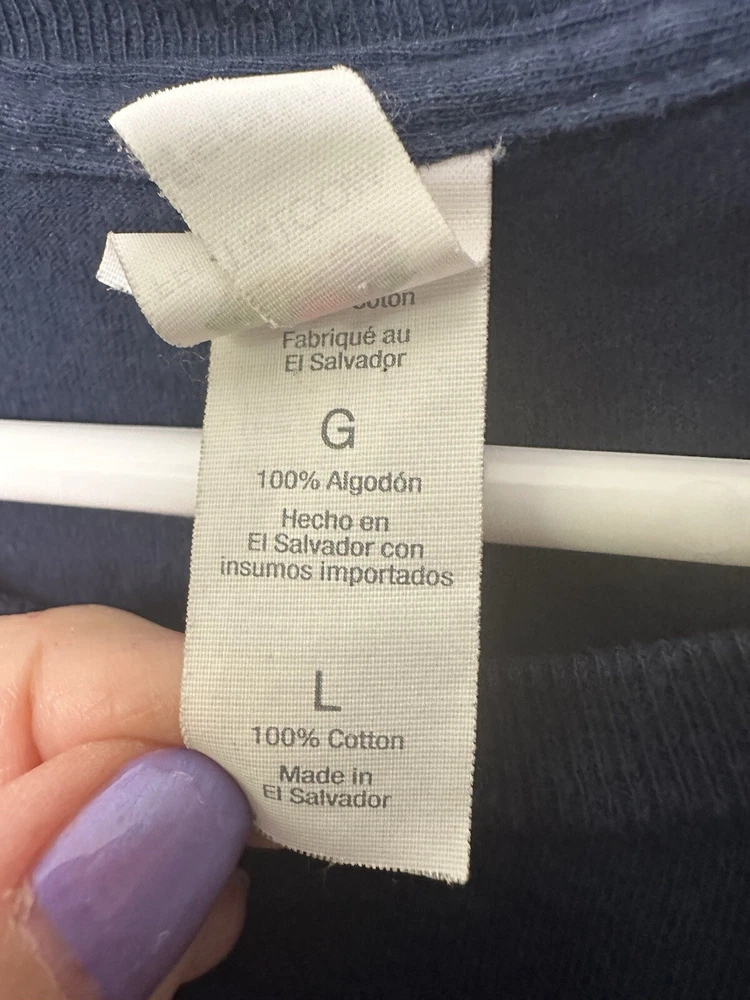 Fabriqué au
El Salvador
G
100% Algodón
Hecho en
El Salvador con
insumos importados
L
100% Cotton
Made in
El Salvador